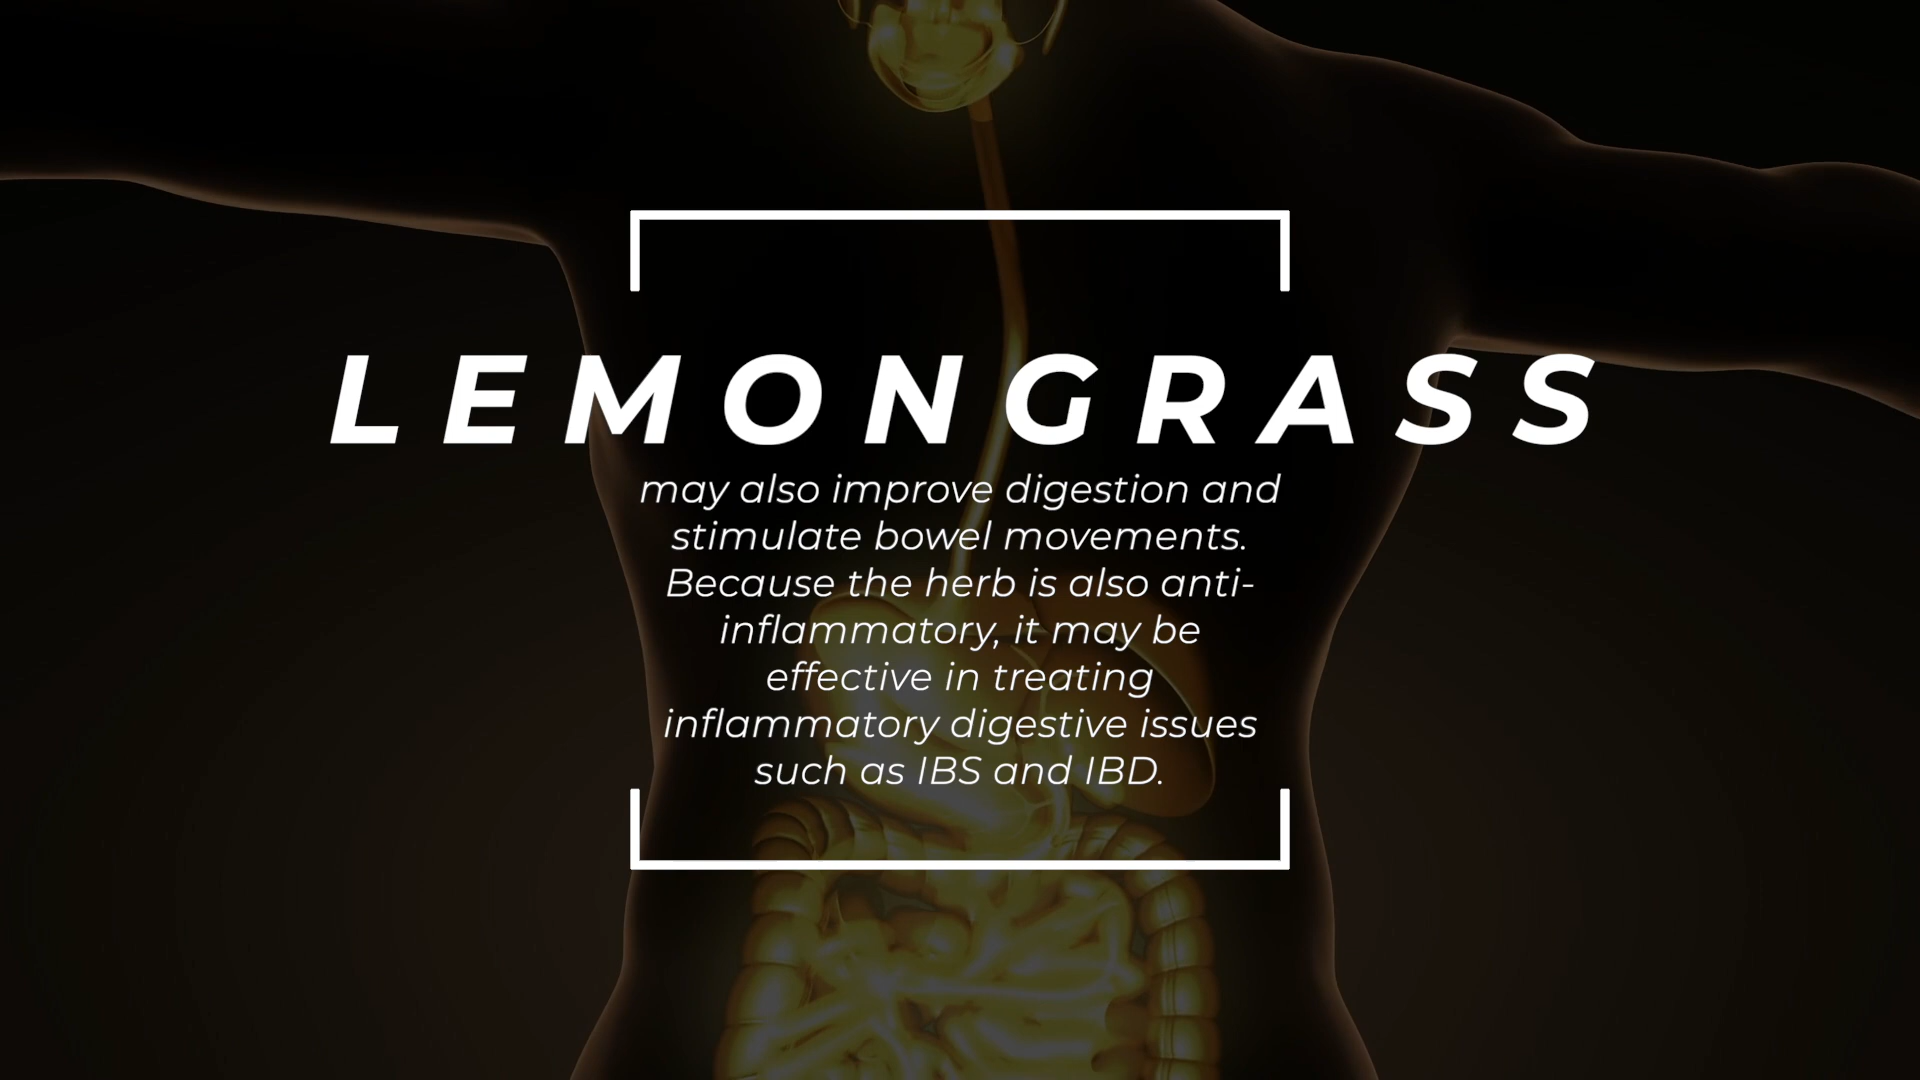 LEMONGRASS
may also improve digestion and
stimulate bowel movements.
Because the herb is also anti-
inflammatory, it may be
effective in treating
inflammatory digestive issues
such as IBS and IBD.